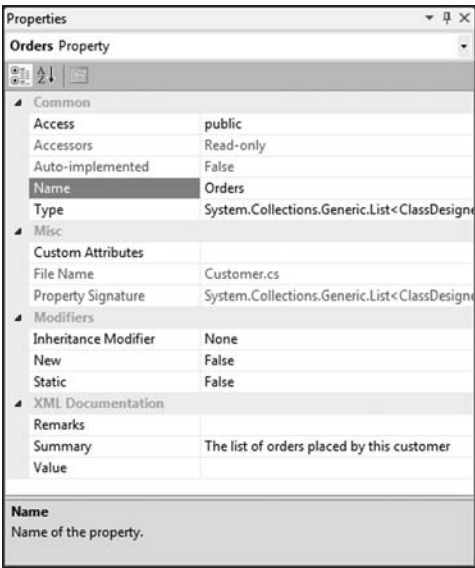 Properties
Orders Property
Common
Access public
Accessors Read-only
Auto-implemented False
Name Orders
Type System.Collections.Generic.List<ClassDesigne
Misc
Custom Attributes
File Name Customer.cs
Property Signature System.Collections.Generic.List<ClassDesigne
Modifiers
Inheritance Modifier None
New False
Static False
XML Documentation
Remarks
Summary The list of orders placed by this customer
Value
Name
Name of the property.